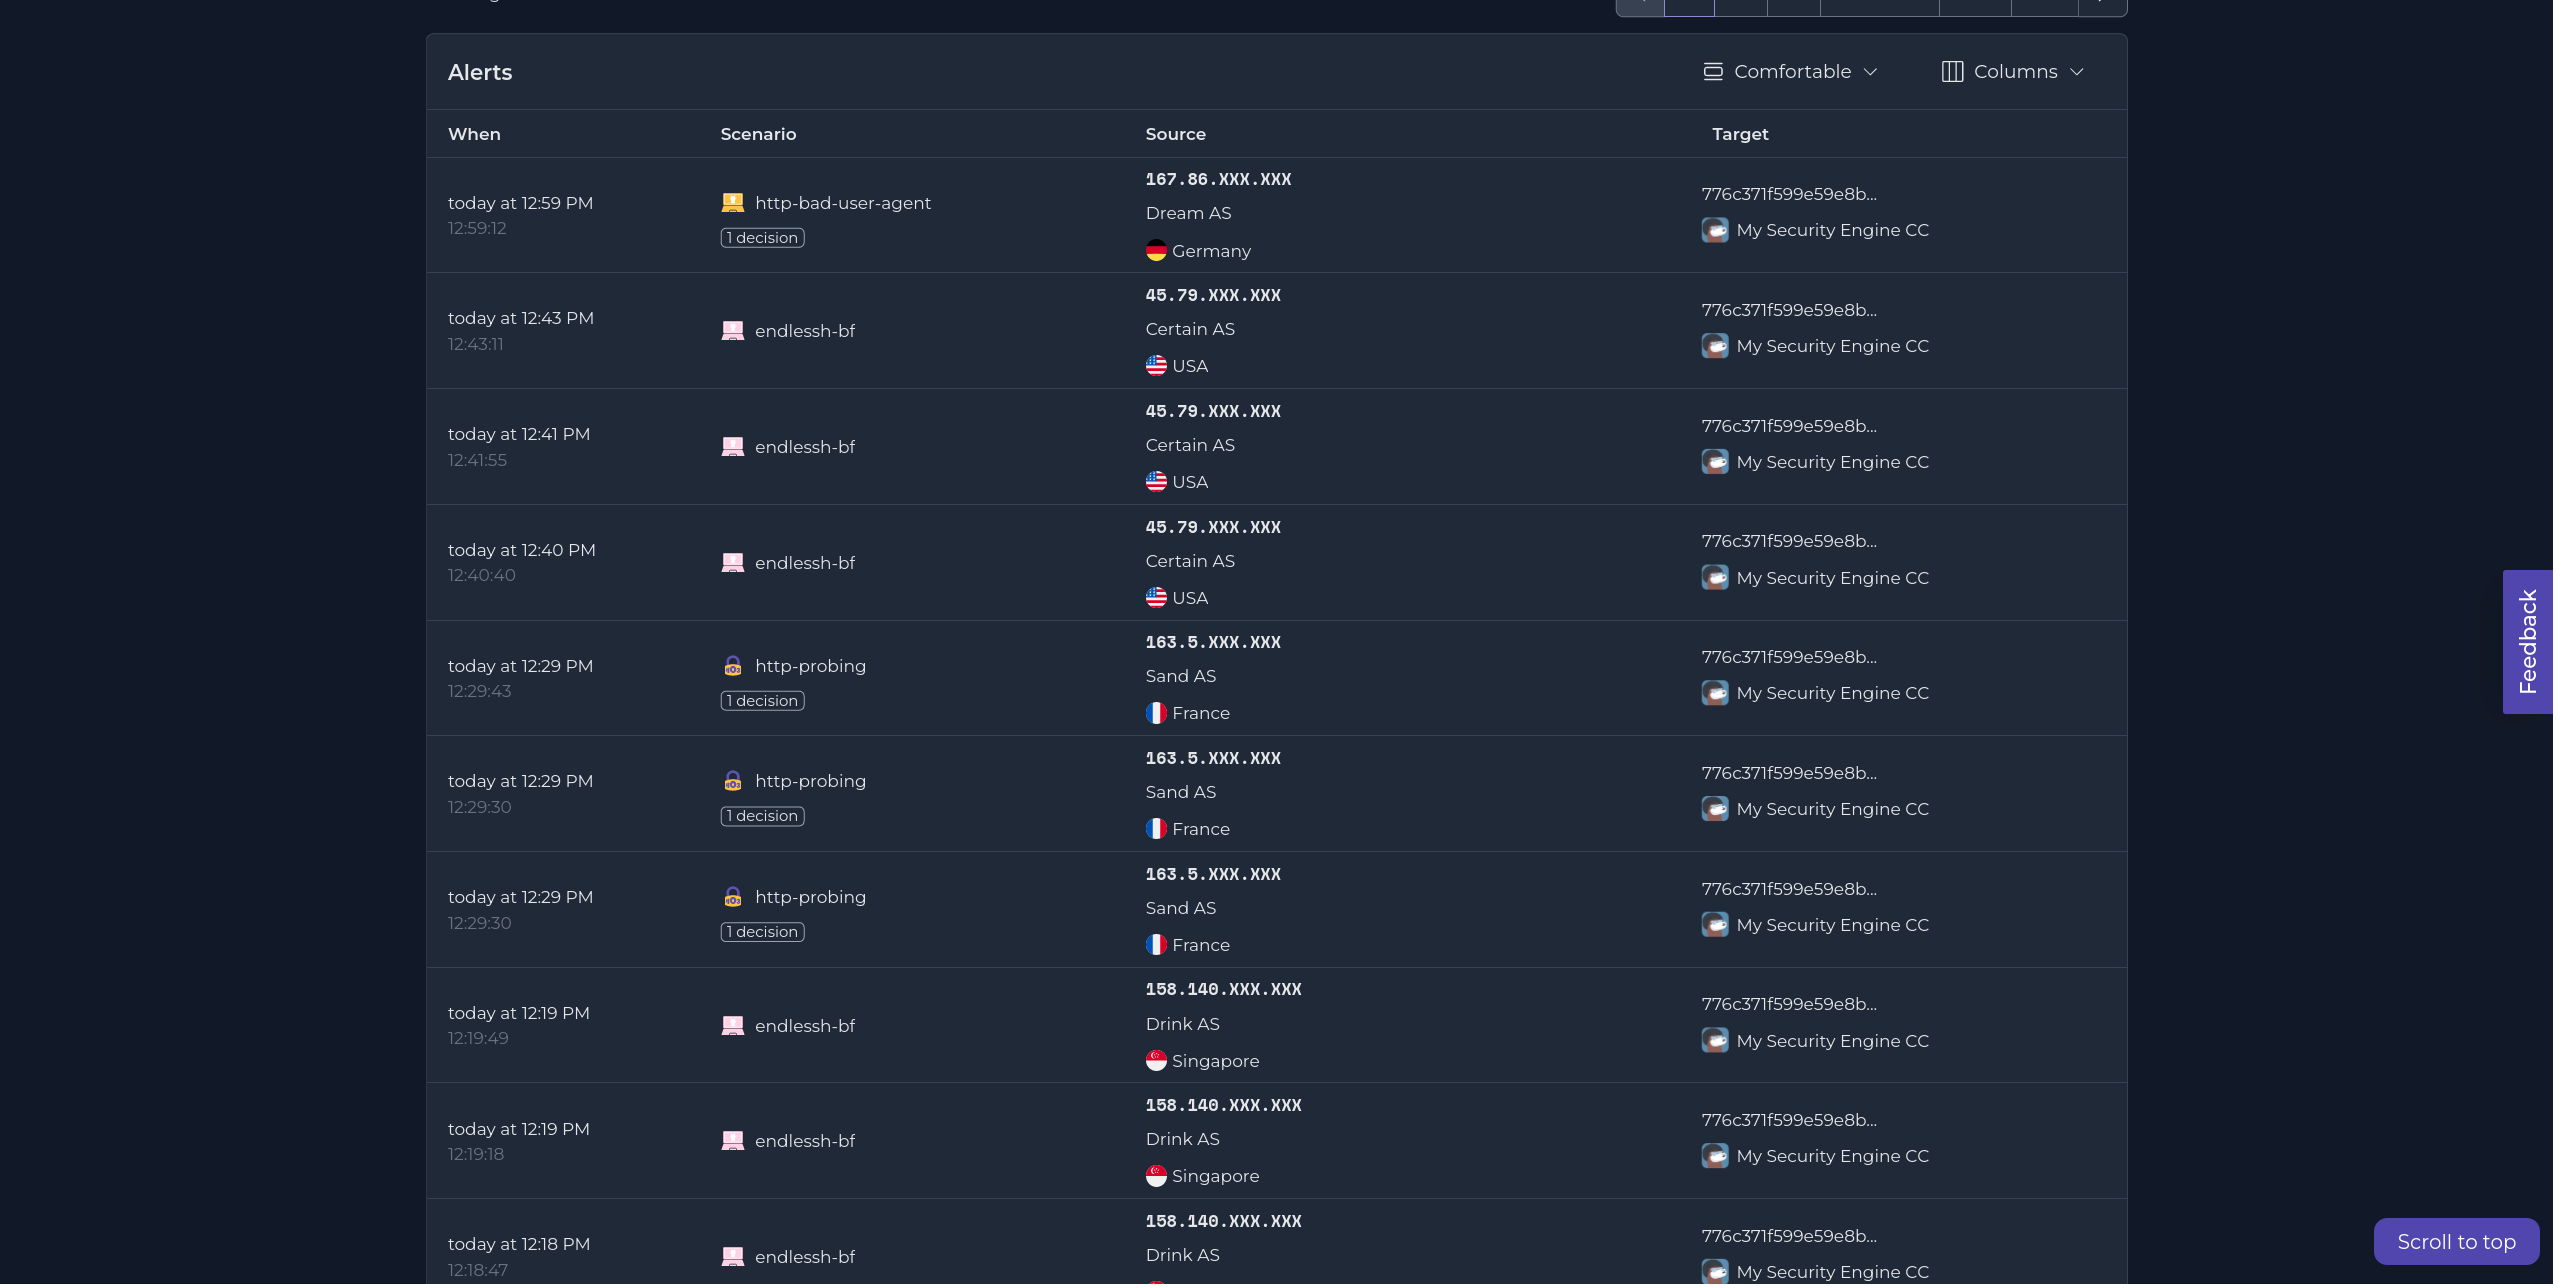 Alerts
Comfortable
Columns
When Scenario Source Target
today at 12:59 PM
12:59:12
http-bad-user-agent
1 decision
167.86.XXX.XXX
Dream AS
Germany
776c371f599e59e8b...
My Security Engine CC
today at 12:43 PM
12:43:11
endlessh-bf
45.79.XXX.XXX
Certain AS
USA
776c371f599e59e8b...
My Security Engine CC
today at 12:41 PM
12:41:55
endlessh-bf
45.79.XXX.XXX
Certain AS
USA
776c371f599e59e8b...
My Security Engine CC
today at 12:40 PM
12:40:40
endlessh-bf
45.79.XXX.XXX
Certain AS
USA
776c371f599e59e8b...
My Security Engine CC
today at 12:29 PM
12:29:43
http-probing
1 decision
163.5.XXX.XXX
Sand AS
France
776c371f599e59e8b...
My Security Engine CC
today at 12:29 PM
12:29:30
http-probing
1 decision
163.5.XXX.XXX
Sand AS
France
776c371f599e59e8b...
My Security Engine CC
today at 12:29 PM
12:29:30
http-probing
1 decision
163.5.XXX.XXX
Sand AS
France
776c371f599e59e8b...
My Security Engine CC
today at 12:19 PM
12:19:49
endlessh-bf
158.140.XXX.XXX
Drink AS
Singapore
776c371f599e59e8b...
My Security Engine CC
today at 12:19 PM
12:19:18
endlessh-bf
158.140.XXX.XXX
Drink AS
Singapore
776c371f599e59e8b...
My Security Engine CC
today at 12:18 PM
12:18:47
endlessh-bf
158.140.XXX.XXX
Drink AS
776c371f599e59e8b...
My Security Engine CC
Feedback
Scroll to top